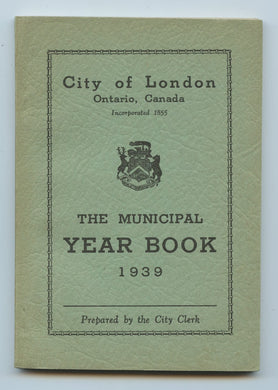 City of London
Ontario, Canada
Incorporated 1855
THE MUNICIPAL
YEAR BOOK
1939
Prepared by the City Clerk